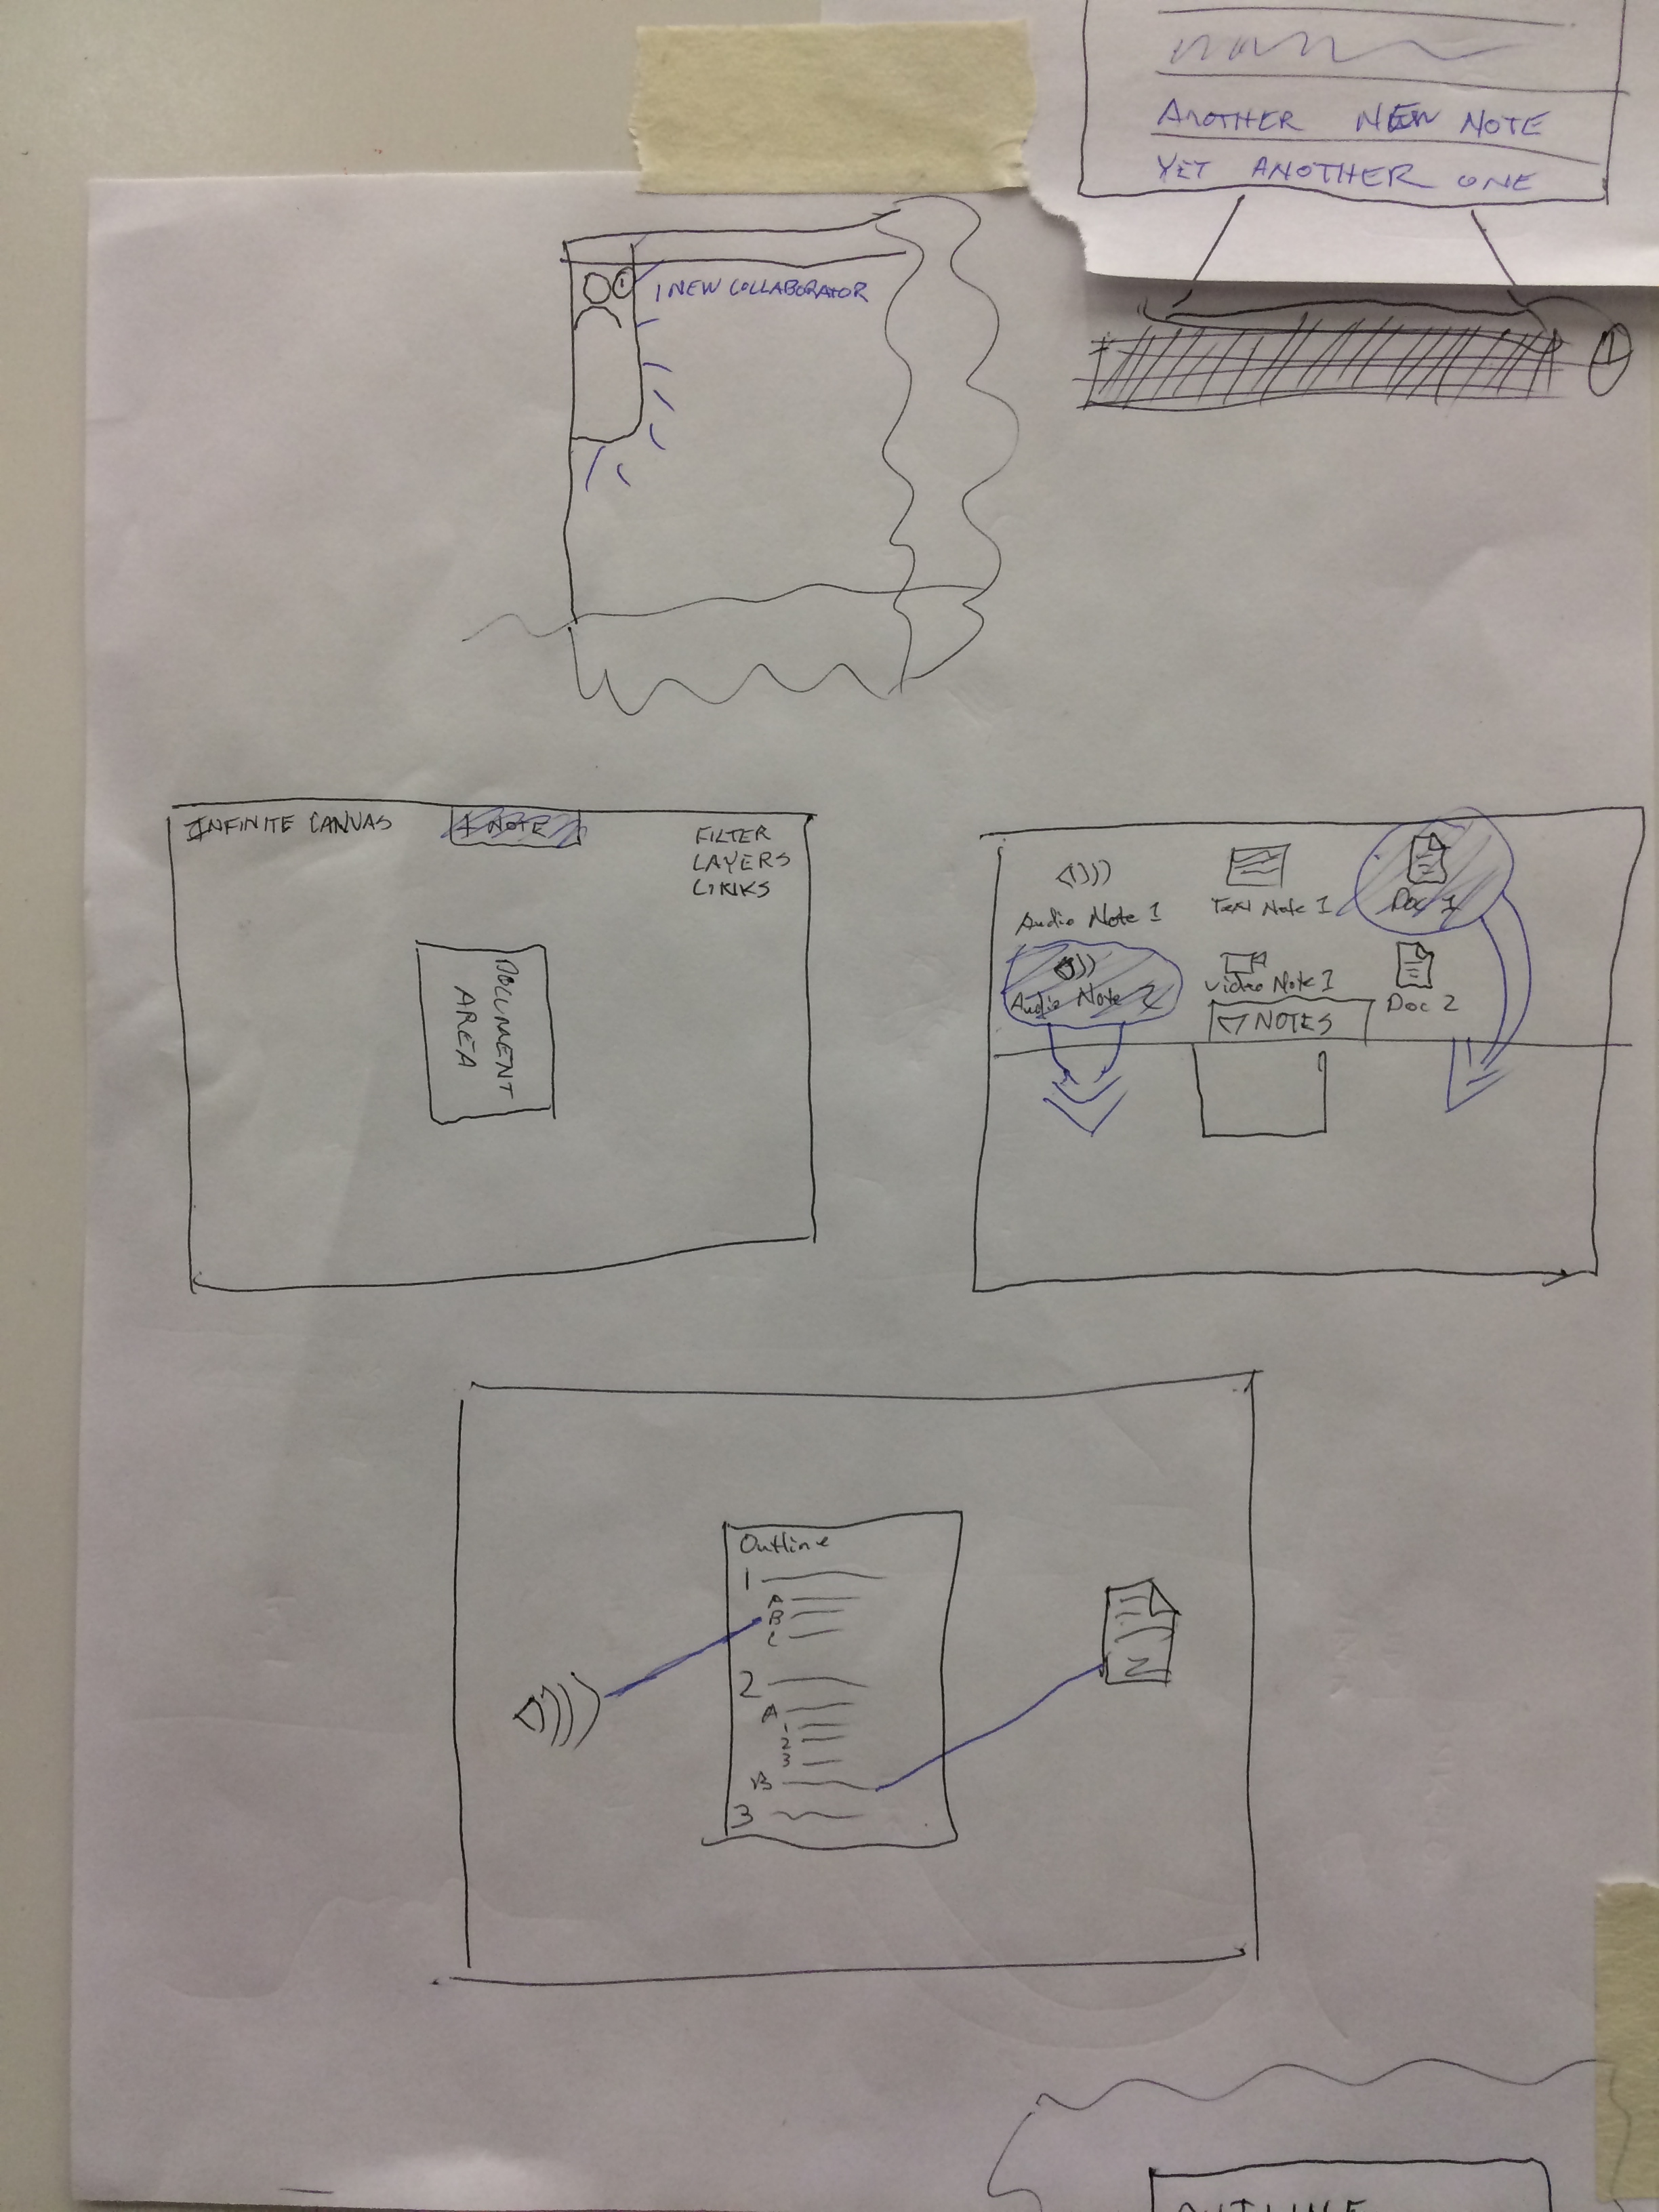 ANOTHER NEW NOTE
YET ANOTHER ONE
1
1 NEW COLLABORATOR
1
INFINITE CANVAS
NOTE
FILTER
LAYERS
LINKS
DOCUMENT
AREA
Audio Note 1
Text Note 1
Doc 1
Audio Note 2
Video Note 1
Doc 2
NOTES
Outline
1
A
B
C
2
A
1
2
3
B
3
OUTLINE